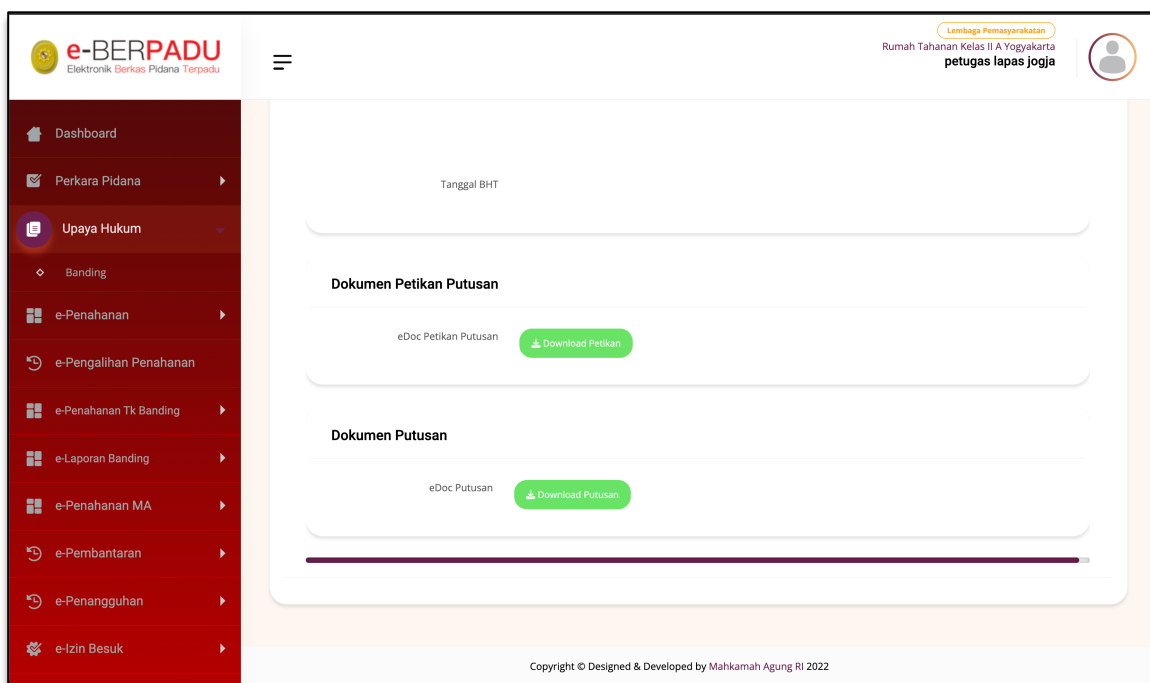 e-BERPADU
Elektronik Berkas Pidana Terpadu
Lembaga Pemasyarakatan
Rumah Tahanan Kelas II A Yogyakarta
petugas lapas jogja
Dashboard
Perkara Pidana
Upaya Hukum
Banding
e-Penahanan
e-Pengalihan Penahanan
e-Penahanan Tk Banding
e-Laporan Banding
e-Penahanan MA
e-Pembantaran
e-Penangguhan
e-Izin Besuk
Tanggal BHT
Dokumen Petikan Putusan
eDoc Petikan Putusan
Download Petikan
Dokumen Putusan
eDoc Putusan
Download Putusan
Copyright © Designed & Developed by Mahkamah Agung RI 2022